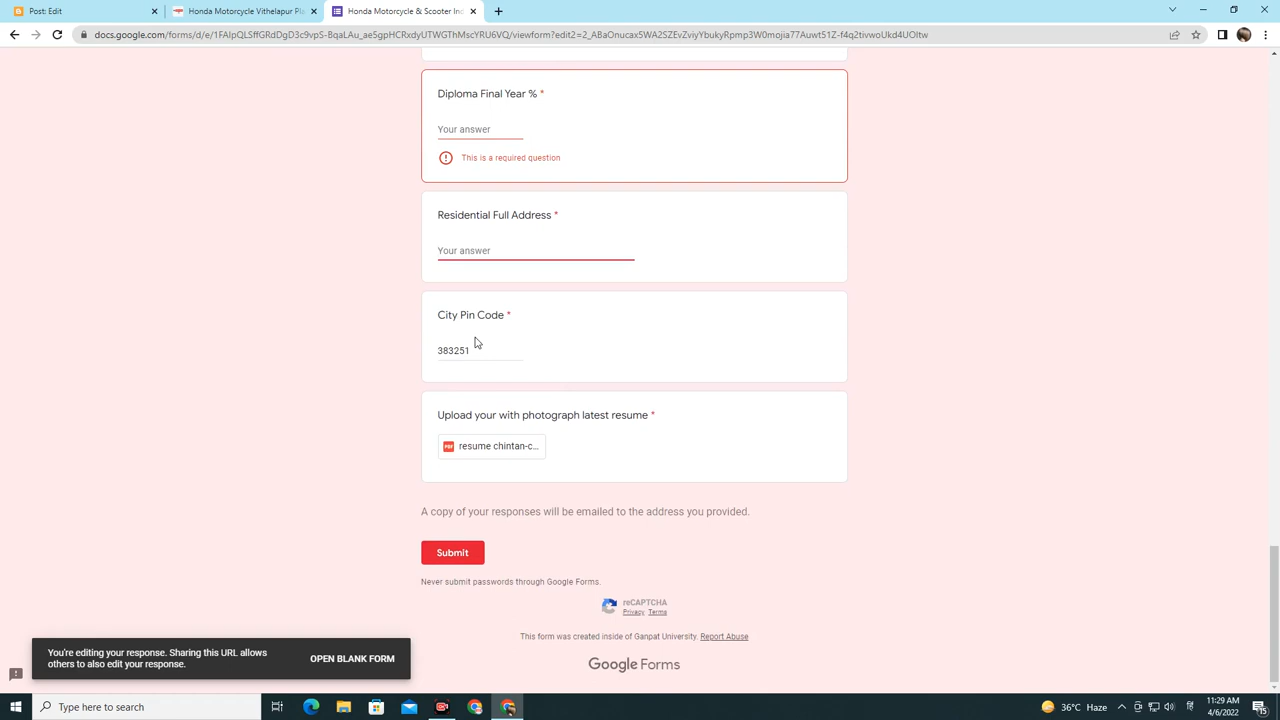 Post Edit
Honda Motorcycle Vithelapur Pla
Honda Motorcycle & Scooter Ind
docs.google.com/forms/d/e/1FAIpQLSffGRdDgD3c9vpS-BqaLAu_ae5gpHCRxdyUTWGThMscYRU6VQ/viewform?edit2=2_ABaOnucax5WA2SZEvZviyYbukyRpmp3W0mojia77Auwt51Z-f4q2tivwoUkd4UOltw
Diploma Final Year % *
Your answer
This is a required question
Residential Full Address *
Your answer
City Pin Code *
383251
Upload your with photograph latest resume *
PDF resume chintan-c...
A copy of your responses will be emailed to the address you provided.
Submit
Never submit passwords through Google Forms.
reCAPTCHA
Privacy Terms
This form was created inside of Ganpat University. Report Abuse
Google Forms
You're editing your response. Sharing this URL allows
others to also edit your response.
OPEN BLANK FORM
Type here to search
36°C Haze
11:29 AM
4/6/2022
15